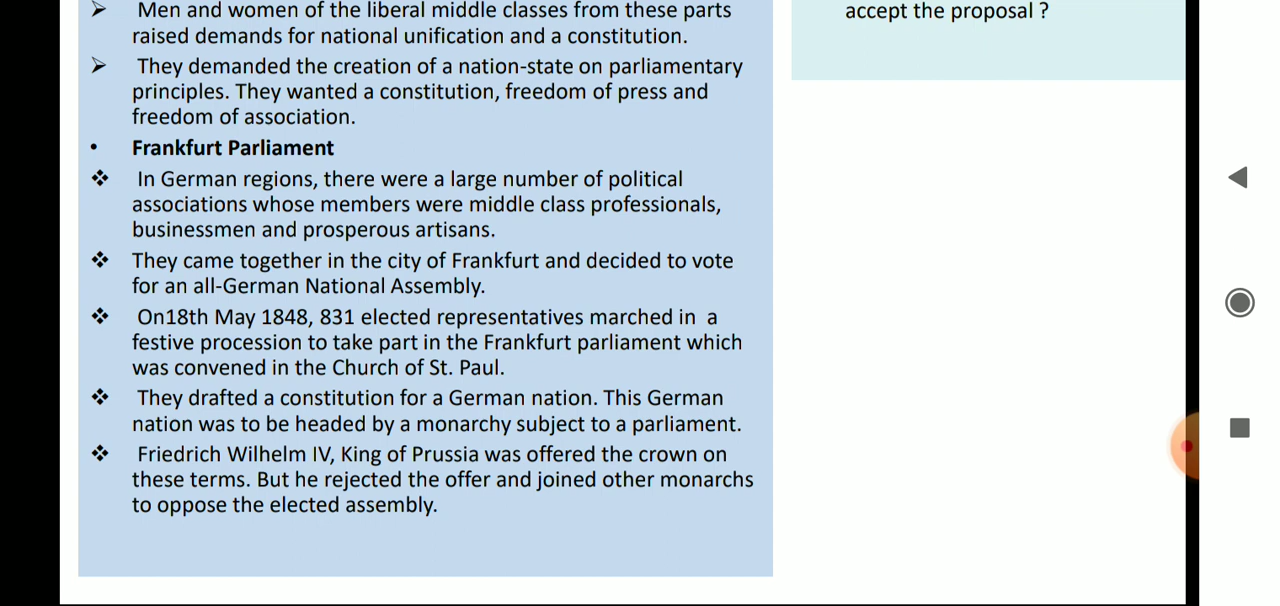 ➢ Men and women of the liberal middle classes from these parts
raised demands for national unification and a constitution.
➢ They demanded the creation of a nation-state on parliamentary
principles. They wanted a constitution, freedom of press and
freedom of association.
• Frankfurt Parliament
❖ In German regions, there were a large number of political
associations whose members were middle class professionals,
businessmen and prosperous artisans.
❖ They came together in the city of Frankfurt and decided to vote
for an all-German National Assembly.
❖ On18th May 1848, 831 elected representatives marched in a
festive procession to take part in the Frankfurt parliament which
was convened in the Church of St. Paul.
❖ They drafted a constitution for a German nation. This German
nation was to be headed by a monarchy subject to a parliament.
❖ Friedrich Wilhelm IV, King of Prussia was offered the crown on
these terms. But he rejected the offer and joined other monarchs
to oppose the elected assembly.
accept the proposal ?